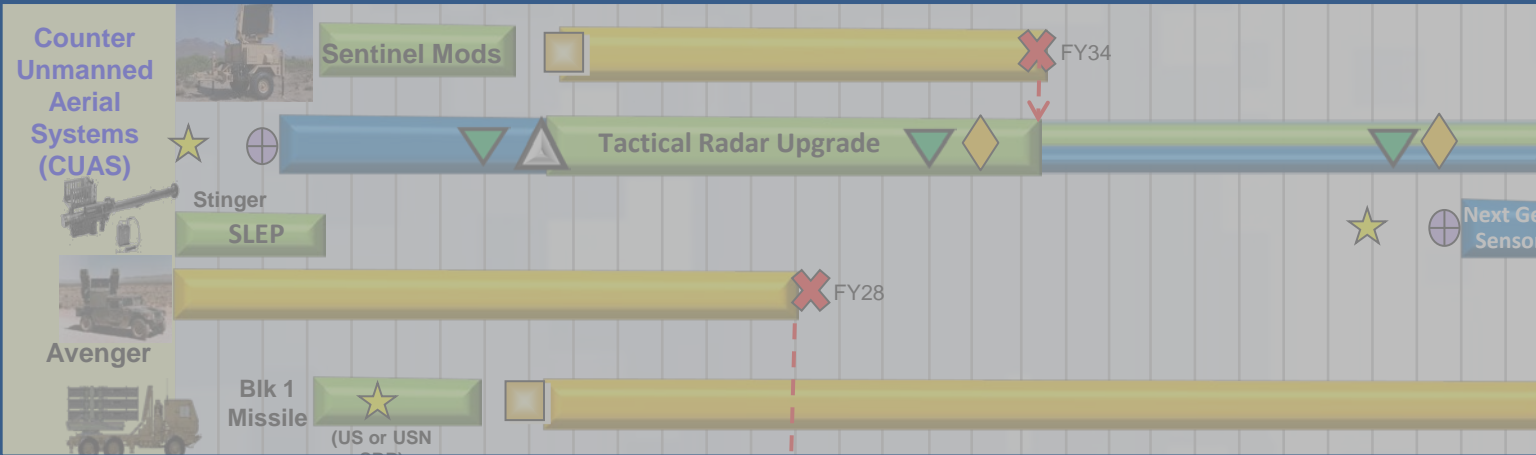 Counter
Unmanned
Aerial
Systems
(CUAS)
Sentinel Mods
FY34
Tactical Radar Upgrade
Stinger
SLEP
Next
FY28
Avenger
Blk 1
Missile
(US or USN